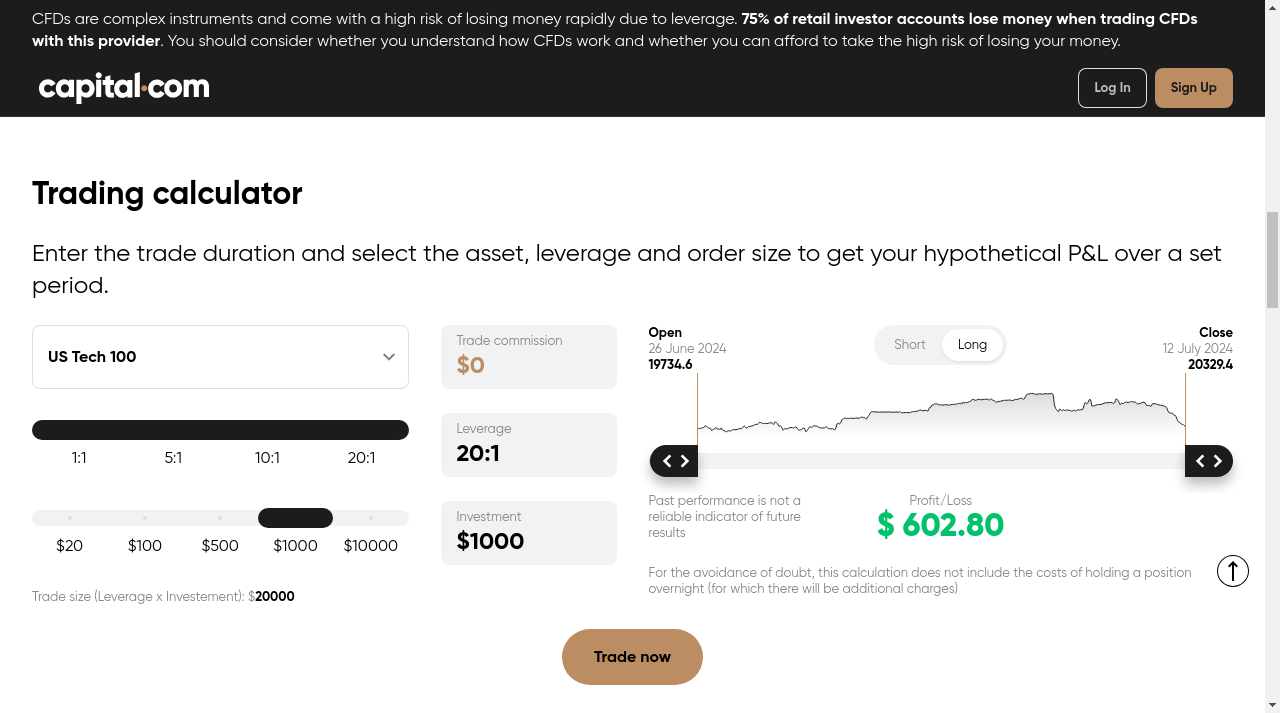 CFDs are complex instruments and come with a high risk of losing money rapidly due to leverage. 75% of retail investor accounts lose money when trading CFDs
with this provider. You should consider whether you understand how CFDs work and whether you can afford to take the high risk of losing your money.
capital.com
Log In
Sign Up
Trading calculator
Enter the trade duration and select the asset, leverage and order size to get your hypothetical P&L over a set
period.
US Tech 100
1:1
5:1
10:1
20:1
$20
$100
$500
$1000
$10000
Trade size (Leverage x Investement): $20000
Trade commission
$0
Leverage
20:1
Investment
$1000
Open
26 June 2024
19734.6
Short
Long
Close
12 July 2024
20329.4
Past performance is not a
reliable indicator of future
results
Profit/Loss
$ 602.80
For the avoidance of doubt, this calculation does not include the costs of holding a position
overnight (for which there will be additional charges)
Trade now